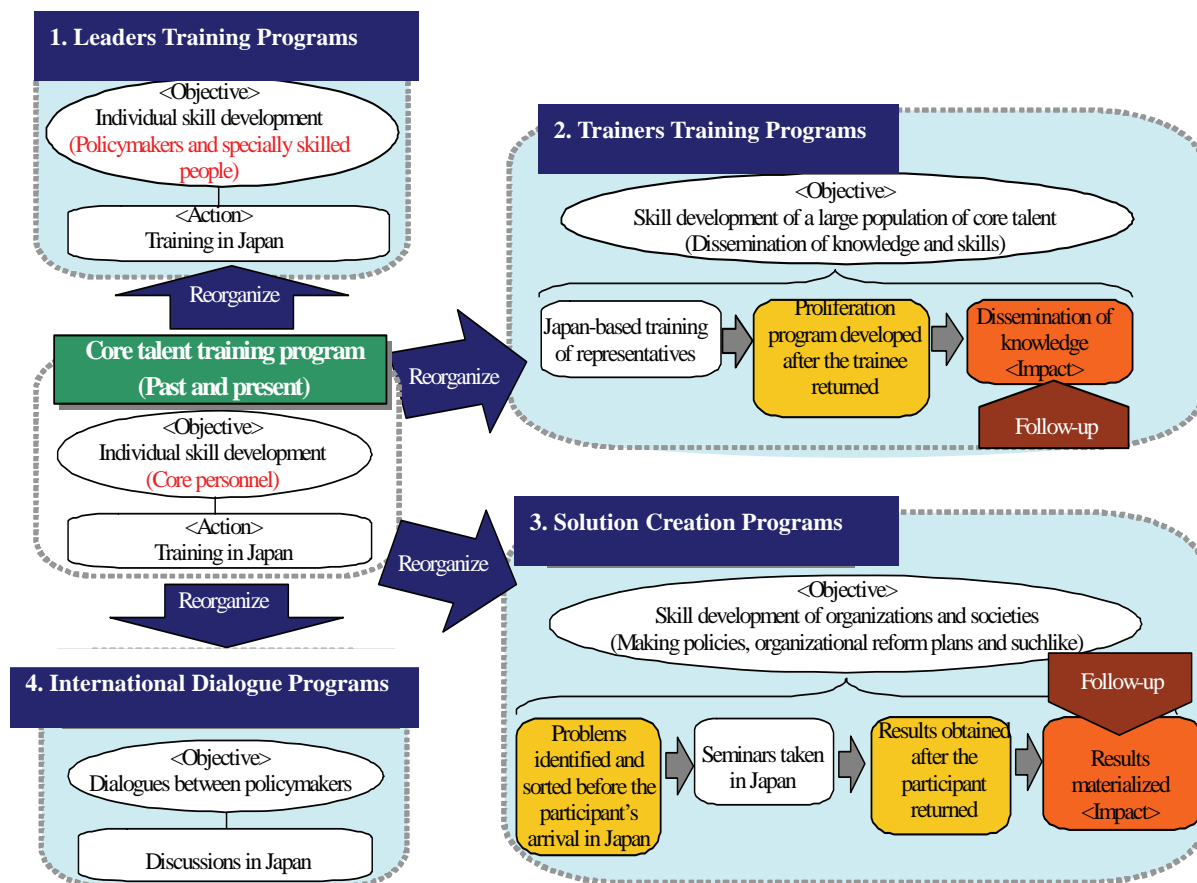 1. Leaders Training Programs
<Objective>
Individual skill development
(Policymakers and specially skilled
people)
<Action>
Training in Japan
Reorganize
Core talent training program
(Past and present)
<Objective>
Individual skill development
(Core personnel)
<Action>
Training in Japan
Reorganize
Reorganize
Reorganize
2. Trainers Training Programs
<Objective>
Skill development of a large population of core talent
(Dissemination of knowledge and skills)
Japan-based training
of representatives
Proliferation
program developed
after the trainee
returned
Dissemination of
knowledge
<Impact>
Follow-up
3. Solution Creation Programs
<Objective>
Skill development of organizations and societies
(Making policies, organizational reform plans and suchlike)
Follow-up
Problems
identified and
sorted before the
participant's
arrival in Japan
Seminars taken
in Japan
Results obtained
after the
participant
returned
Results
materialized
<Impact>
4. International Dialogue Programs
<Objective>
Dialogues between policymakers
Discussions in Japan